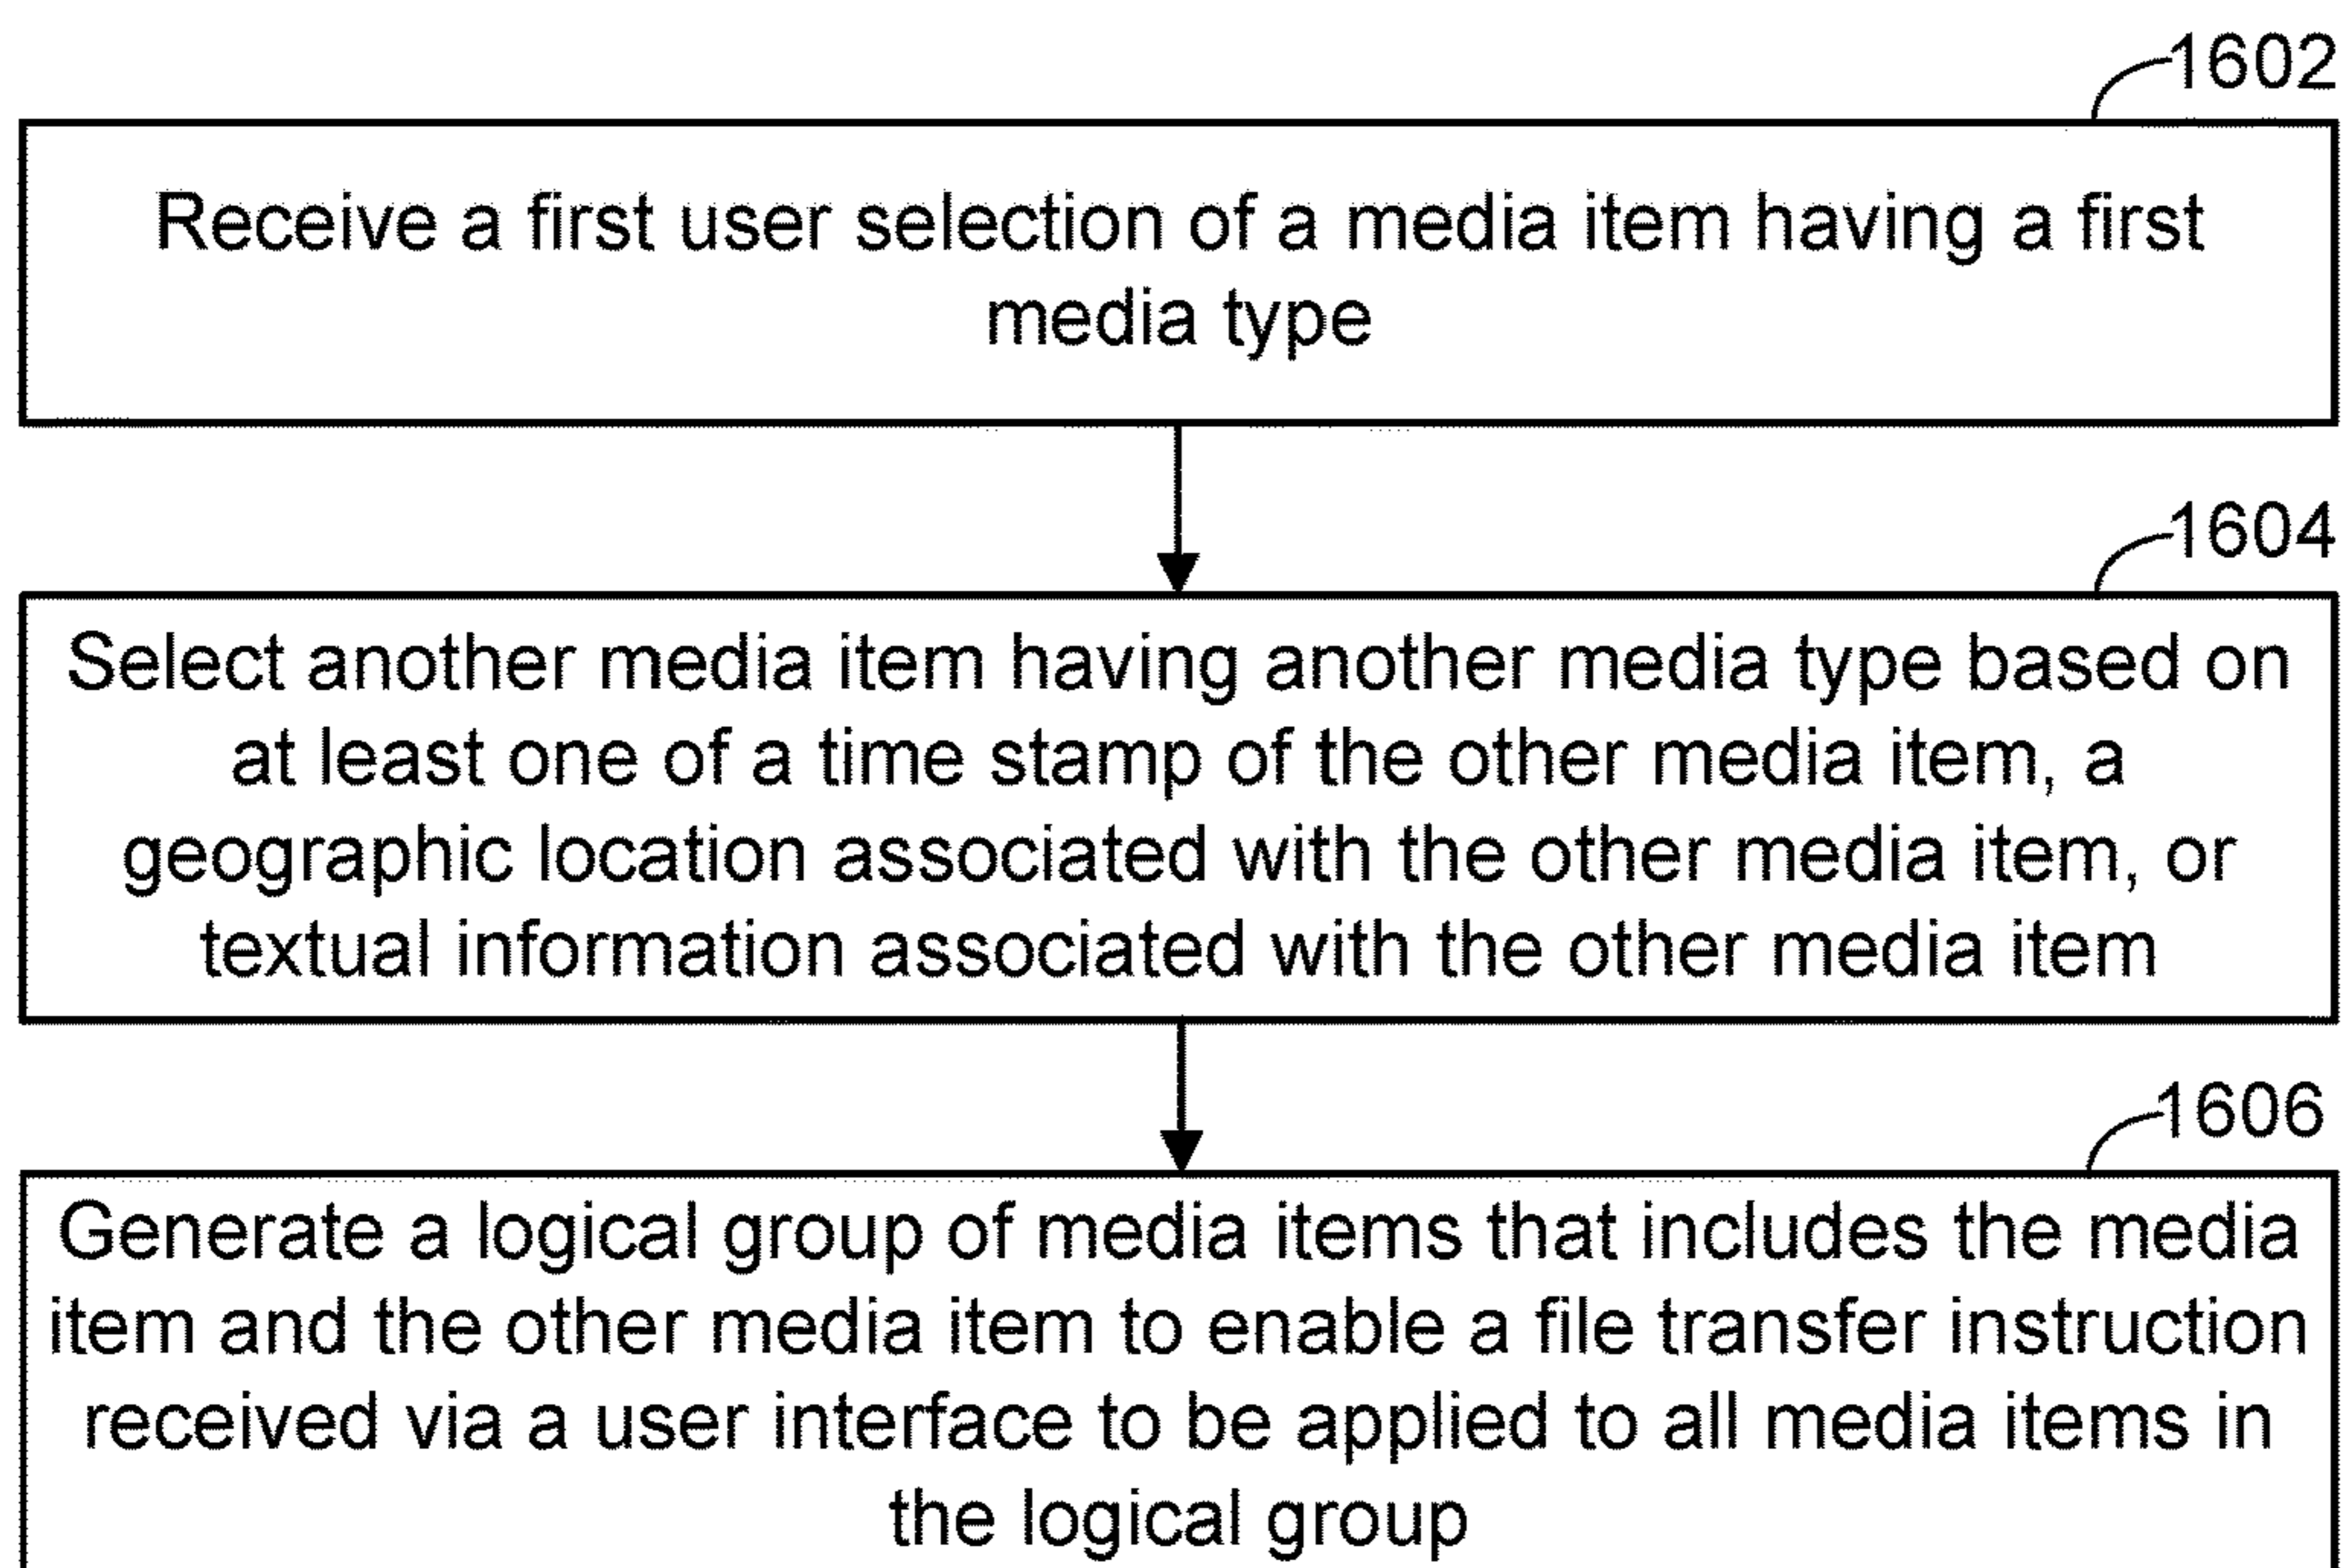 1602
Receive a first user selection of a media item having a first
media type
1604
Select another media item having another media type based on
at least one of a time stamp of the other media item, a
geographic location associated with the other media item, or
textual information associated with the other media item
1606
Generate a logical group of media items that includes the media
item and the other media item to enable a file transfer instruction
received via a user interface to be applied to all media items in
the logical group